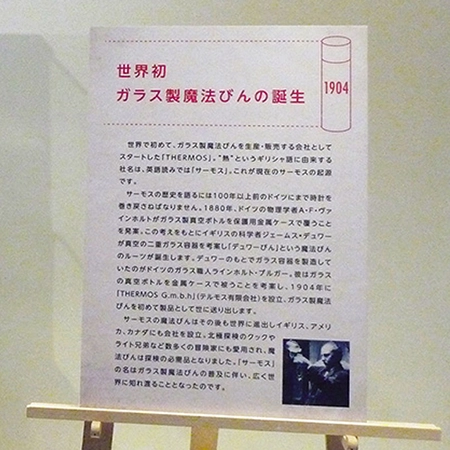 世界初
ガラス製魔法びんの誕生
1904
世界で初めて、ガラス製魔法びんを生産・販売する会社として
スタートした「THERMOS」。"熱"というギリシャ語に由来する
社名は、英語読みでは「サーモス」。これが現在のサーモスの起源
です。
サーモスの歴史を語るには100年以上前のドイツにまで時計を
巻き戻さねばなりません。1880年、ドイツの物理学者A・F・ヴァ
インホルトがガラス製真空ボトルを保護用金属ケースで覆うこと
を発案。この考えをもとにイギリスの科学者ジェームス・デュワー
が真空の二重ガラス容器を考案し「デュワーびん」という魔法びん
のルーツが誕生します。デュワーのもとでガラス容器を製造して
いたのがドイツのガラス職人ラインホルト・ブルガー。彼はガラス
の真空ボトルを金属ケースで被うことを考案し、1904年に
「THERMOS G.m.b.h」(テルモス有限会社)を設立、ガラス製魔法
びんを初めて製品として世に送り出します。
サーモスの魔法びんはその後も世界に進出しイギリス、アメリ
カ、カナダにも会社を設立。北極探検のクックや
ライト兄弟など数多くの冒険家にも愛用され、魔
法びんは探検の必需品となりました。「サーモス」
の名はガラス製魔法びんの普及に伴い、広く世
界に知れ渡ることとなったのです。